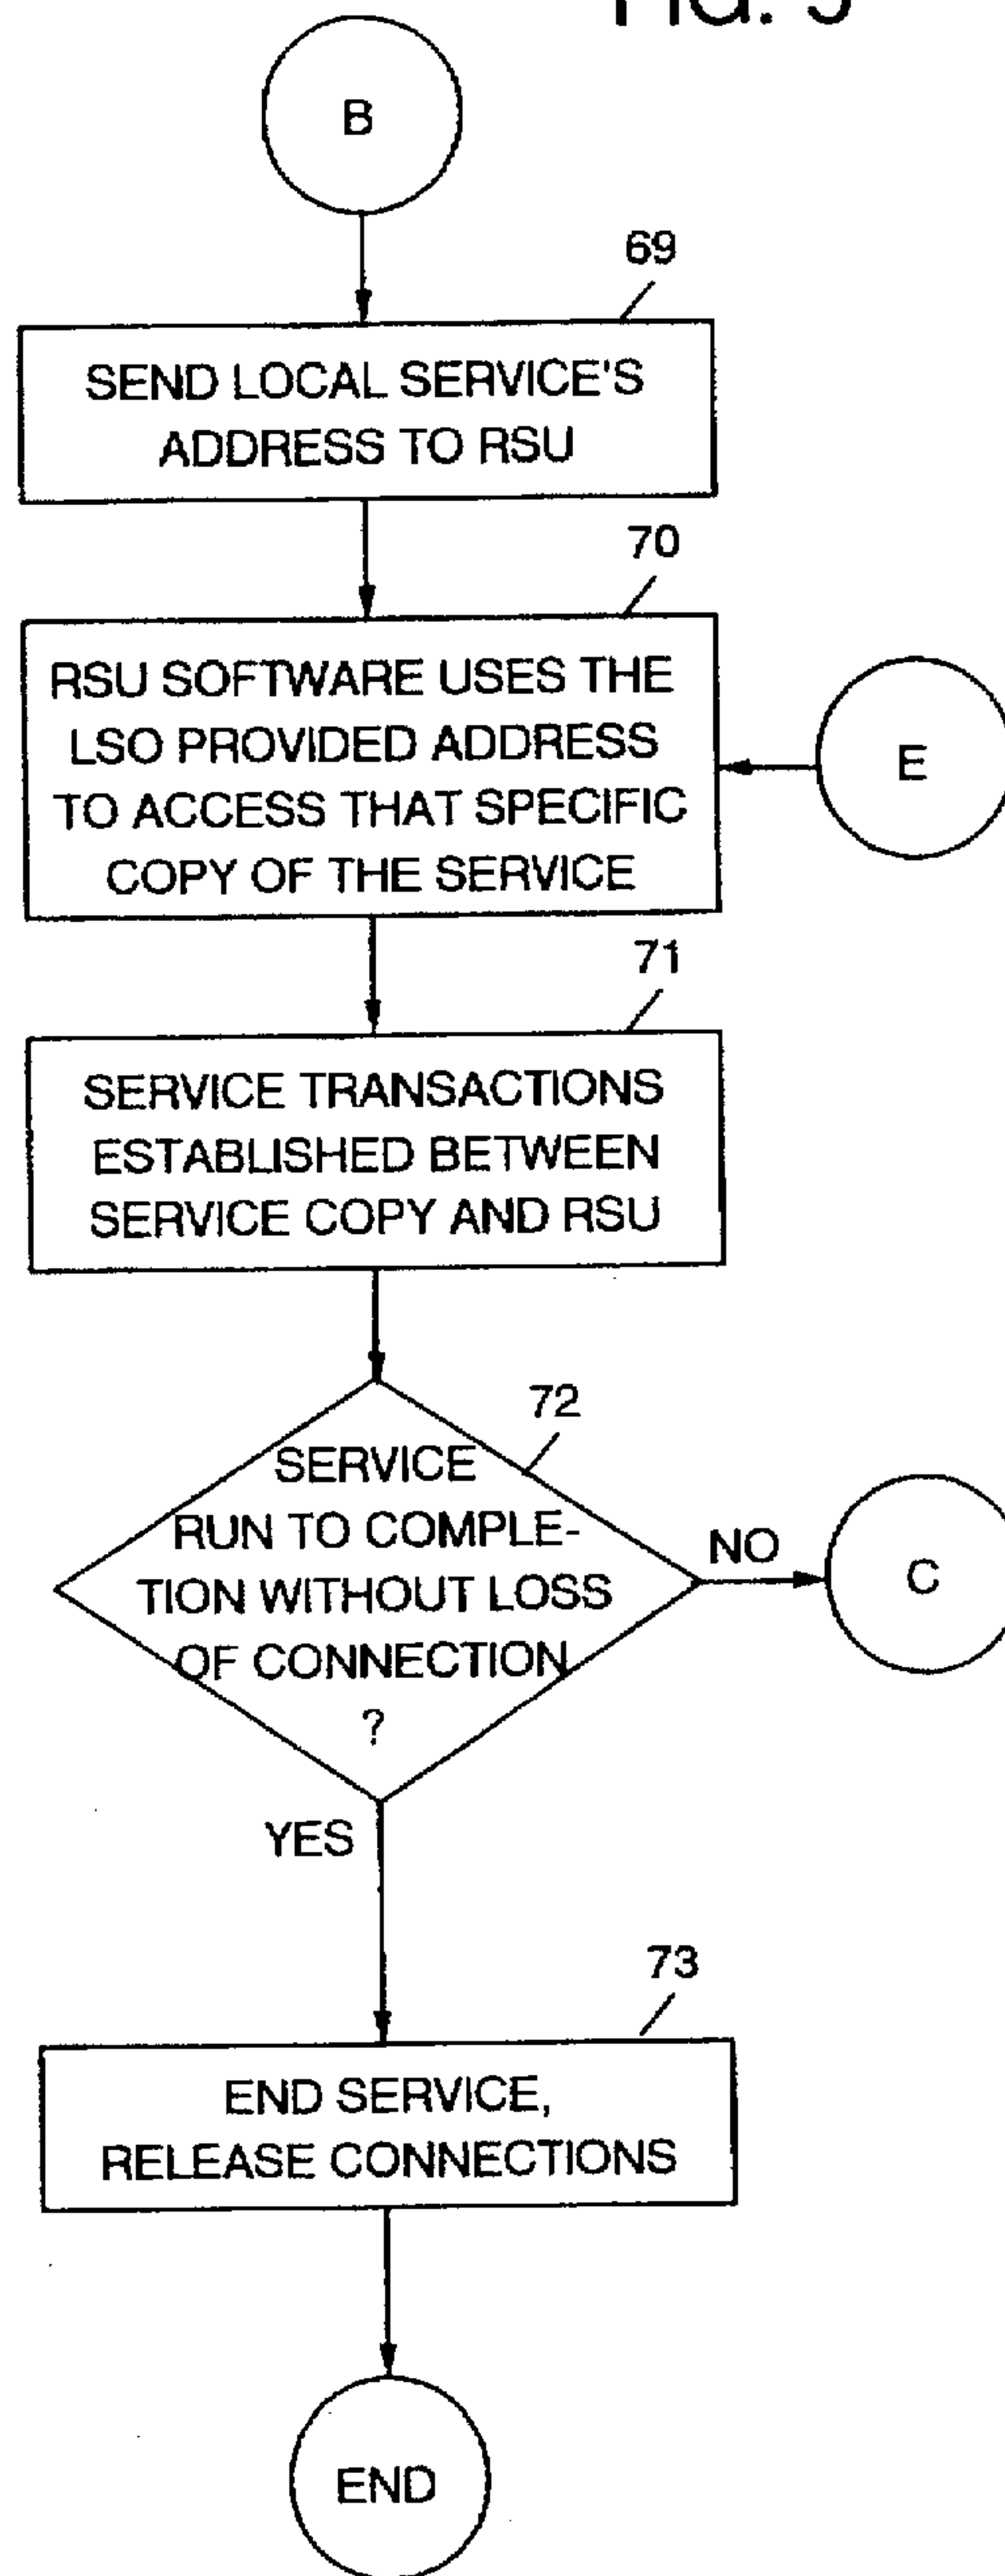 B
69
SEND LOCAL SERVICE'S
ADDRESS TO RSU
70
RSU SOFTWARE USES THE
LSO PROVIDED ADDRESS
TO ACCESS THAT SPECIFIC
COPY OF THE SERVICE
E
71
SERVICE TRANSACTIONS
ESTABLISHED BETWEEN
SERVICE COPY AND RSU
72
SERVICE
RUN TO COMPLE-
TION WITHOUT LOSS
OF CONNECTION
?
NO
C
YES
73
END SERVICE,
RELEASE CONNECTIONS
END